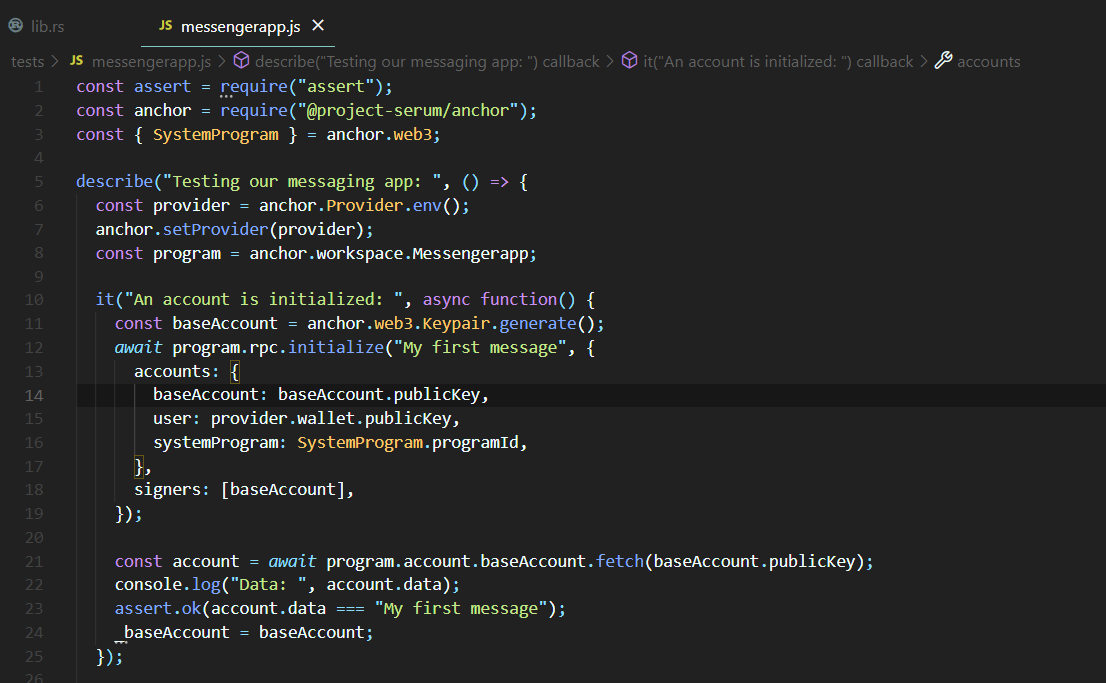 lib.rs
JS messengerapp.js ×
tests > JS messengerapp.js > describe("Testing our messaging app: ") callback > it("An account is initialized: ") callback > accounts
1 const assert = require("assert");
2 const anchor = require("@project-serum/anchor");
3 const { SystemProgram } = anchor.web3;
4
5 describe("Testing our messaging app: ", () => {
6   const provider = anchor.Provider.env();
7   anchor.setProvider(provider);
8   const program = anchor.workspace.Messengerapp;
9
10   it("An account is initialized: ", async function() {
11     const baseAccount = anchor.web3.Keypair.generate();
12     await program.rpc.initialize("My first message", {
13       accounts: {
14         baseAccount: baseAccount.publicKey,
15         user: provider.wallet.publicKey,
16         systemProgram: SystemProgram.programId,
17       },
18       signers: [baseAccount],
19     });
20
21     const account = await program.account.baseAccount.fetch(baseAccount.publicKey);
22     console.log("Data: ", account.data);
23     assert.ok(account.data === "My first message");
24     _baseAccount = baseAccount;
25   });
26